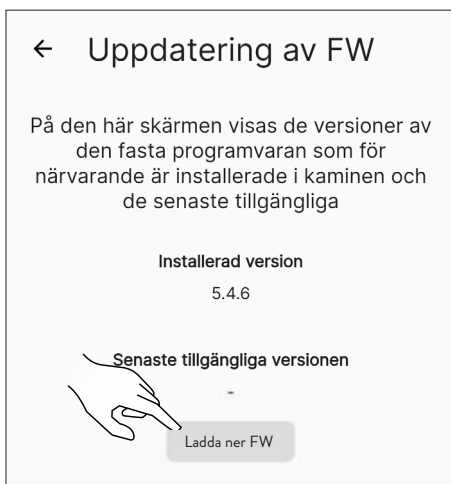 ← Uppdatering av FW
På den här skärmen visas de versioner av
den fasta programvaran som för
närvarande är installerade i kaminen och
de senaste tillgängliga
Installerad version
5.4.6
Senaste tillgängliga versionen
-
Ladda ner FW